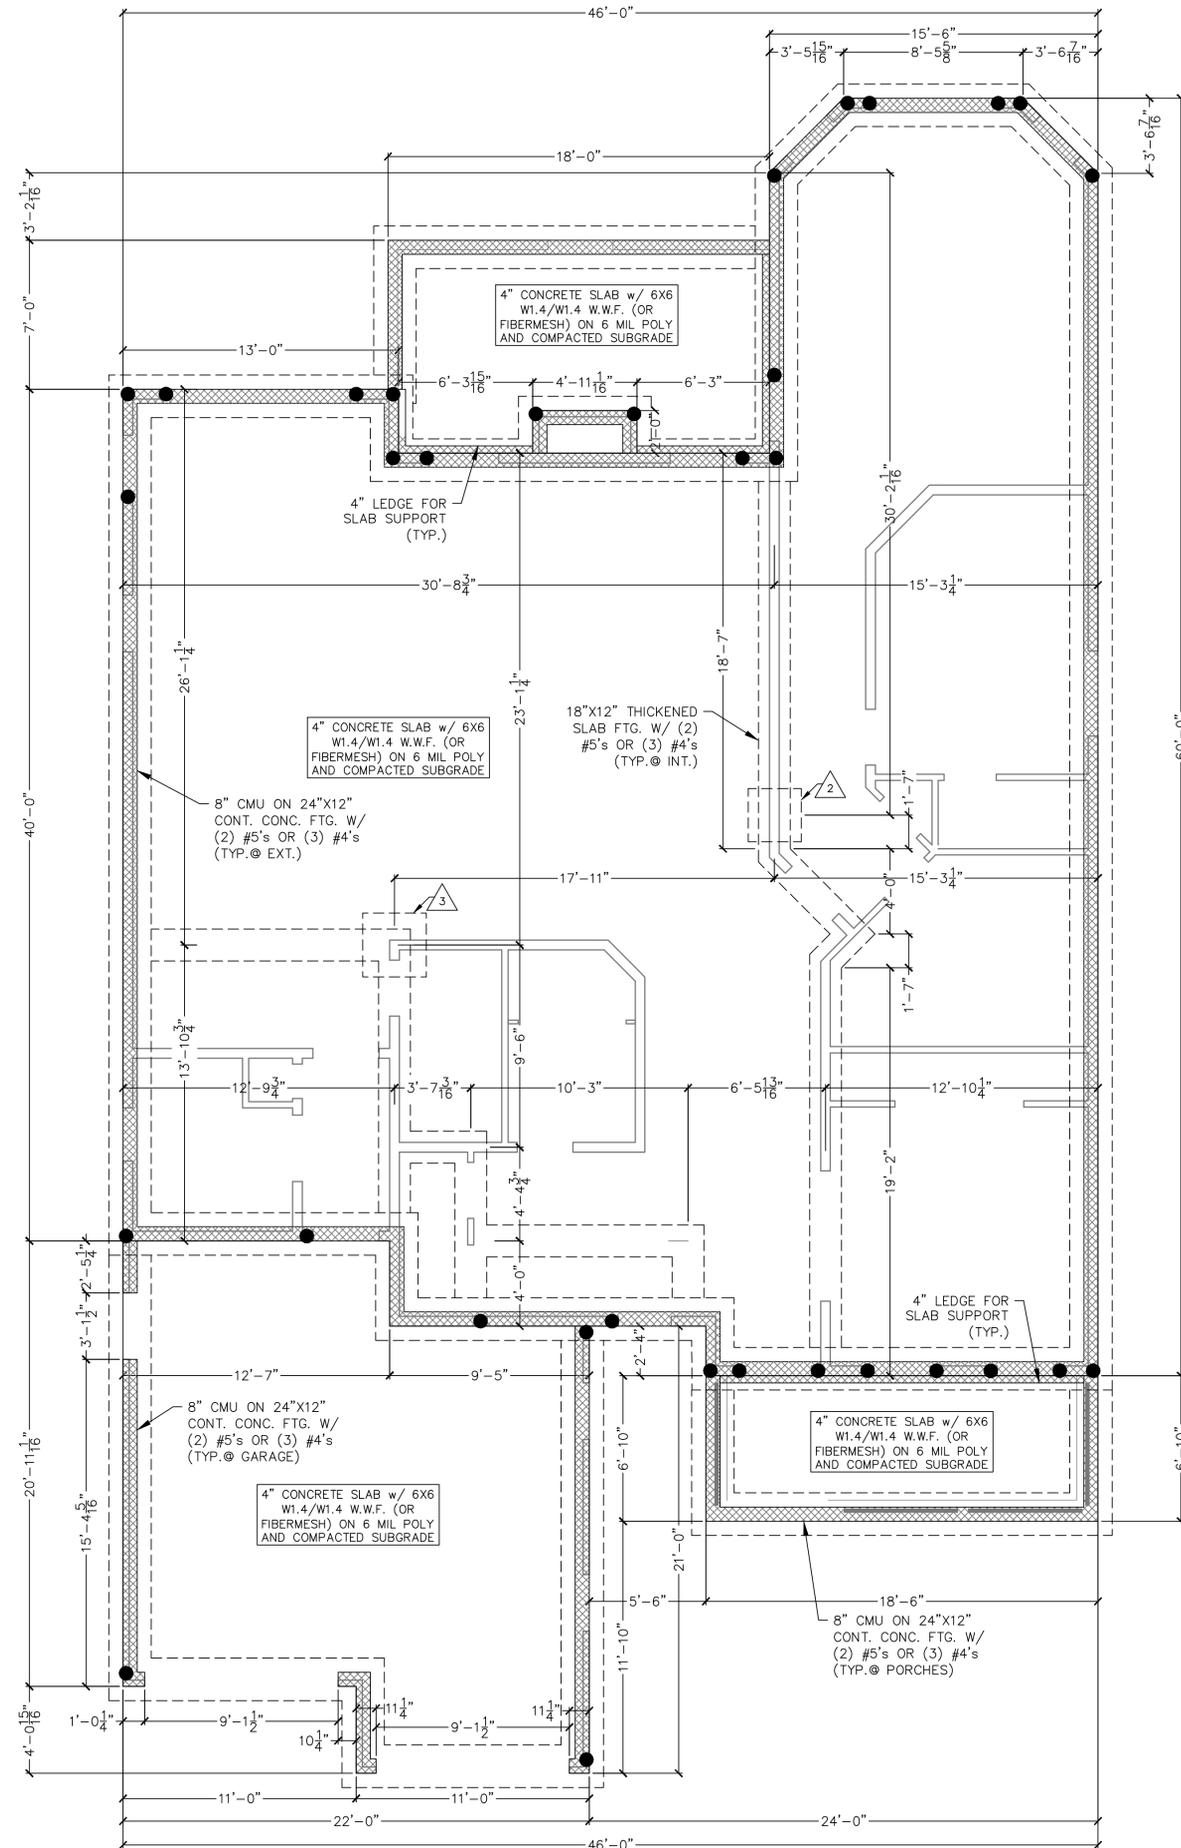 46'-0"
15'-6"
3'-5 15/16"
8'-5 5/8"
3'-6 7/16"
3'-6 7/16"
18'-0"
3'-2 1/16"
7'-0"
4" CONCRETE SLAB w/ 6X6
W1.4/W1.4 W.W.F. (OR
FIBERMESH) ON 6 MIL POLY
AND COMPACTED SUBGRADE
13'-0"
6'-3 15/16"
4'-11 1/16"
6'-3"
2'-0"
30'-2 1/16"
4" LEDGE FOR
SLAB SUPPORT
(TYP.)
30'-8 3/4"
15'-3 1/4"
26'-1 1/4"
23'-1 1/4"
18'-7"
18"X12" THICKENED
SLAB FTG. W/ (2)
#5's OR (3) #4's
(TYP.@ INT.)
4" CONCRETE SLAB w/ 6X6
W1.4/W1.4 W.W.F. (OR
FIBERMESH) ON 6 MIL POLY
AND COMPACTED SUBGRADE
60'-0"
2
1'-7"
8" CMU ON 24"X12"
CONT. CONC. FTG. W/
(2) #5's OR (3) #4's
(TYP.@ EXT.)
40'-0"
17'-11"
15'-3 1/4"
4'-0"
3
1'-7"
13'-10 3/4"
9'-6"
12'-9 3/4"
3'-7 3/16"
10'-3"
6'-5 13/16"
12'-10 1/4"
4'-4 3/4"
19'-2"
2'-5 1/4"
4'-0"
4" LEDGE FOR
SLAB SUPPORT
(TYP.)
3'-1 1/2"
2'-4"
12'-7"
9'-5"
8" CMU ON 24"X12"
CONT. CONC. FTG. W/
(2) #5's OR (3) #4's
(TYP.@ GARAGE)
4" CONCRETE SLAB w/ 6X6
W1.4/W1.4 W.W.F. (OR
FIBERMESH) ON 6 MIL POLY
AND COMPACTED SUBGRADE
6'-10"
6'-10"
20'-11 1/16"
15'-4 5/16"
4" CONCRETE SLAB w/ 6X6
W1.4/W1.4 W.W.F. (OR
FIBERMESH) ON 6 MIL POLY
AND COMPACTED SUBGRADE
21'-0"
5'-6"
18'-6"
8" CMU ON 24"X12"
CONT. CONC. FTG. W/
(2) #5's OR (3) #4's
(TYP.@ PORCHES)
11'-10"
4'-0 15/16"
1'-0 1/4"
9'-1 1/2"
11 1/4"
10 1/4"
9'-1 1/2"
11 1/4"
11'-0"
11'-0"
22'-0"
24'-0"
46'-0"